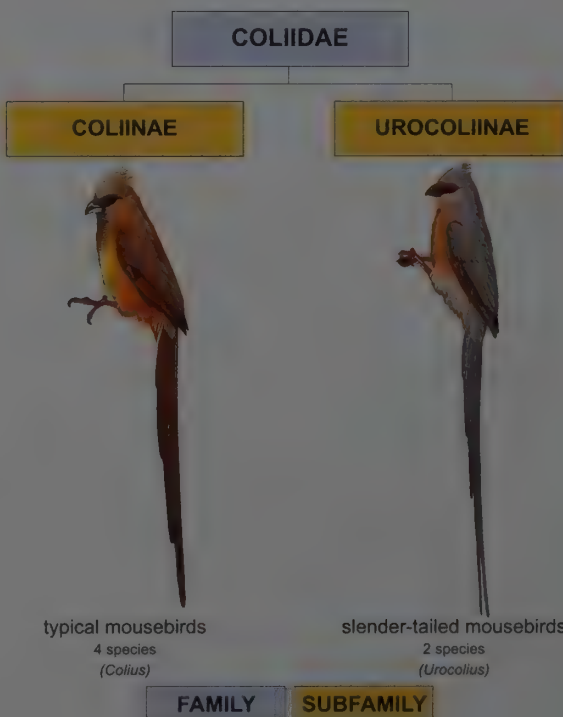 COLIIDAE
COLIINAE
UROCOLIINAE
typical mousebirds
4 species
(Colius)
slender-tailed mousebirds
2 species
(Urocolius)
FAMILY
SUBFAMILY